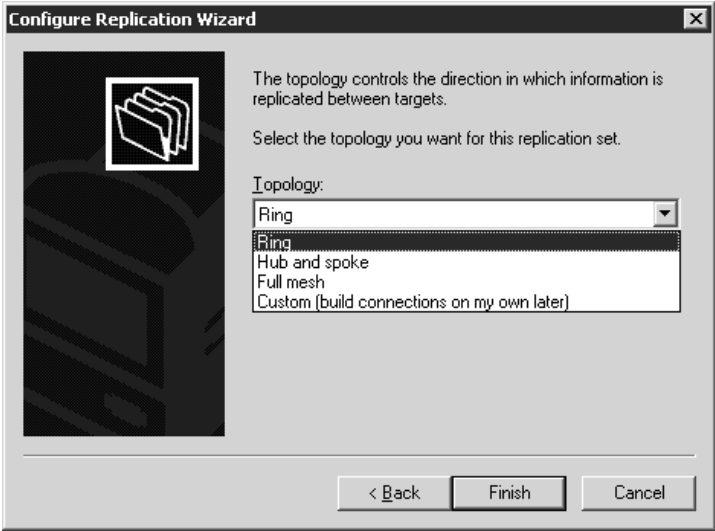 Configure Replication Wizard
The topology controls the direction in which information is
replicated between targets.
Select the topology you want for this replication set.
Topology:
Ring
Ring
Hub and spoke
Full mesh
Custom (build connections on my own later)
< Back
Finish
Cancel